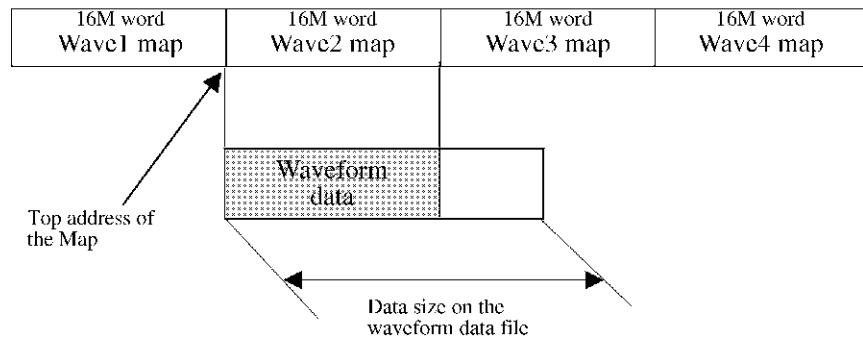 16M word 16M word 16M word 16M word
Wave1 map Wave2 map Wave3 map Wave4 map
Waveform
data
Top address of
the Map
Data size on the
waveform data file